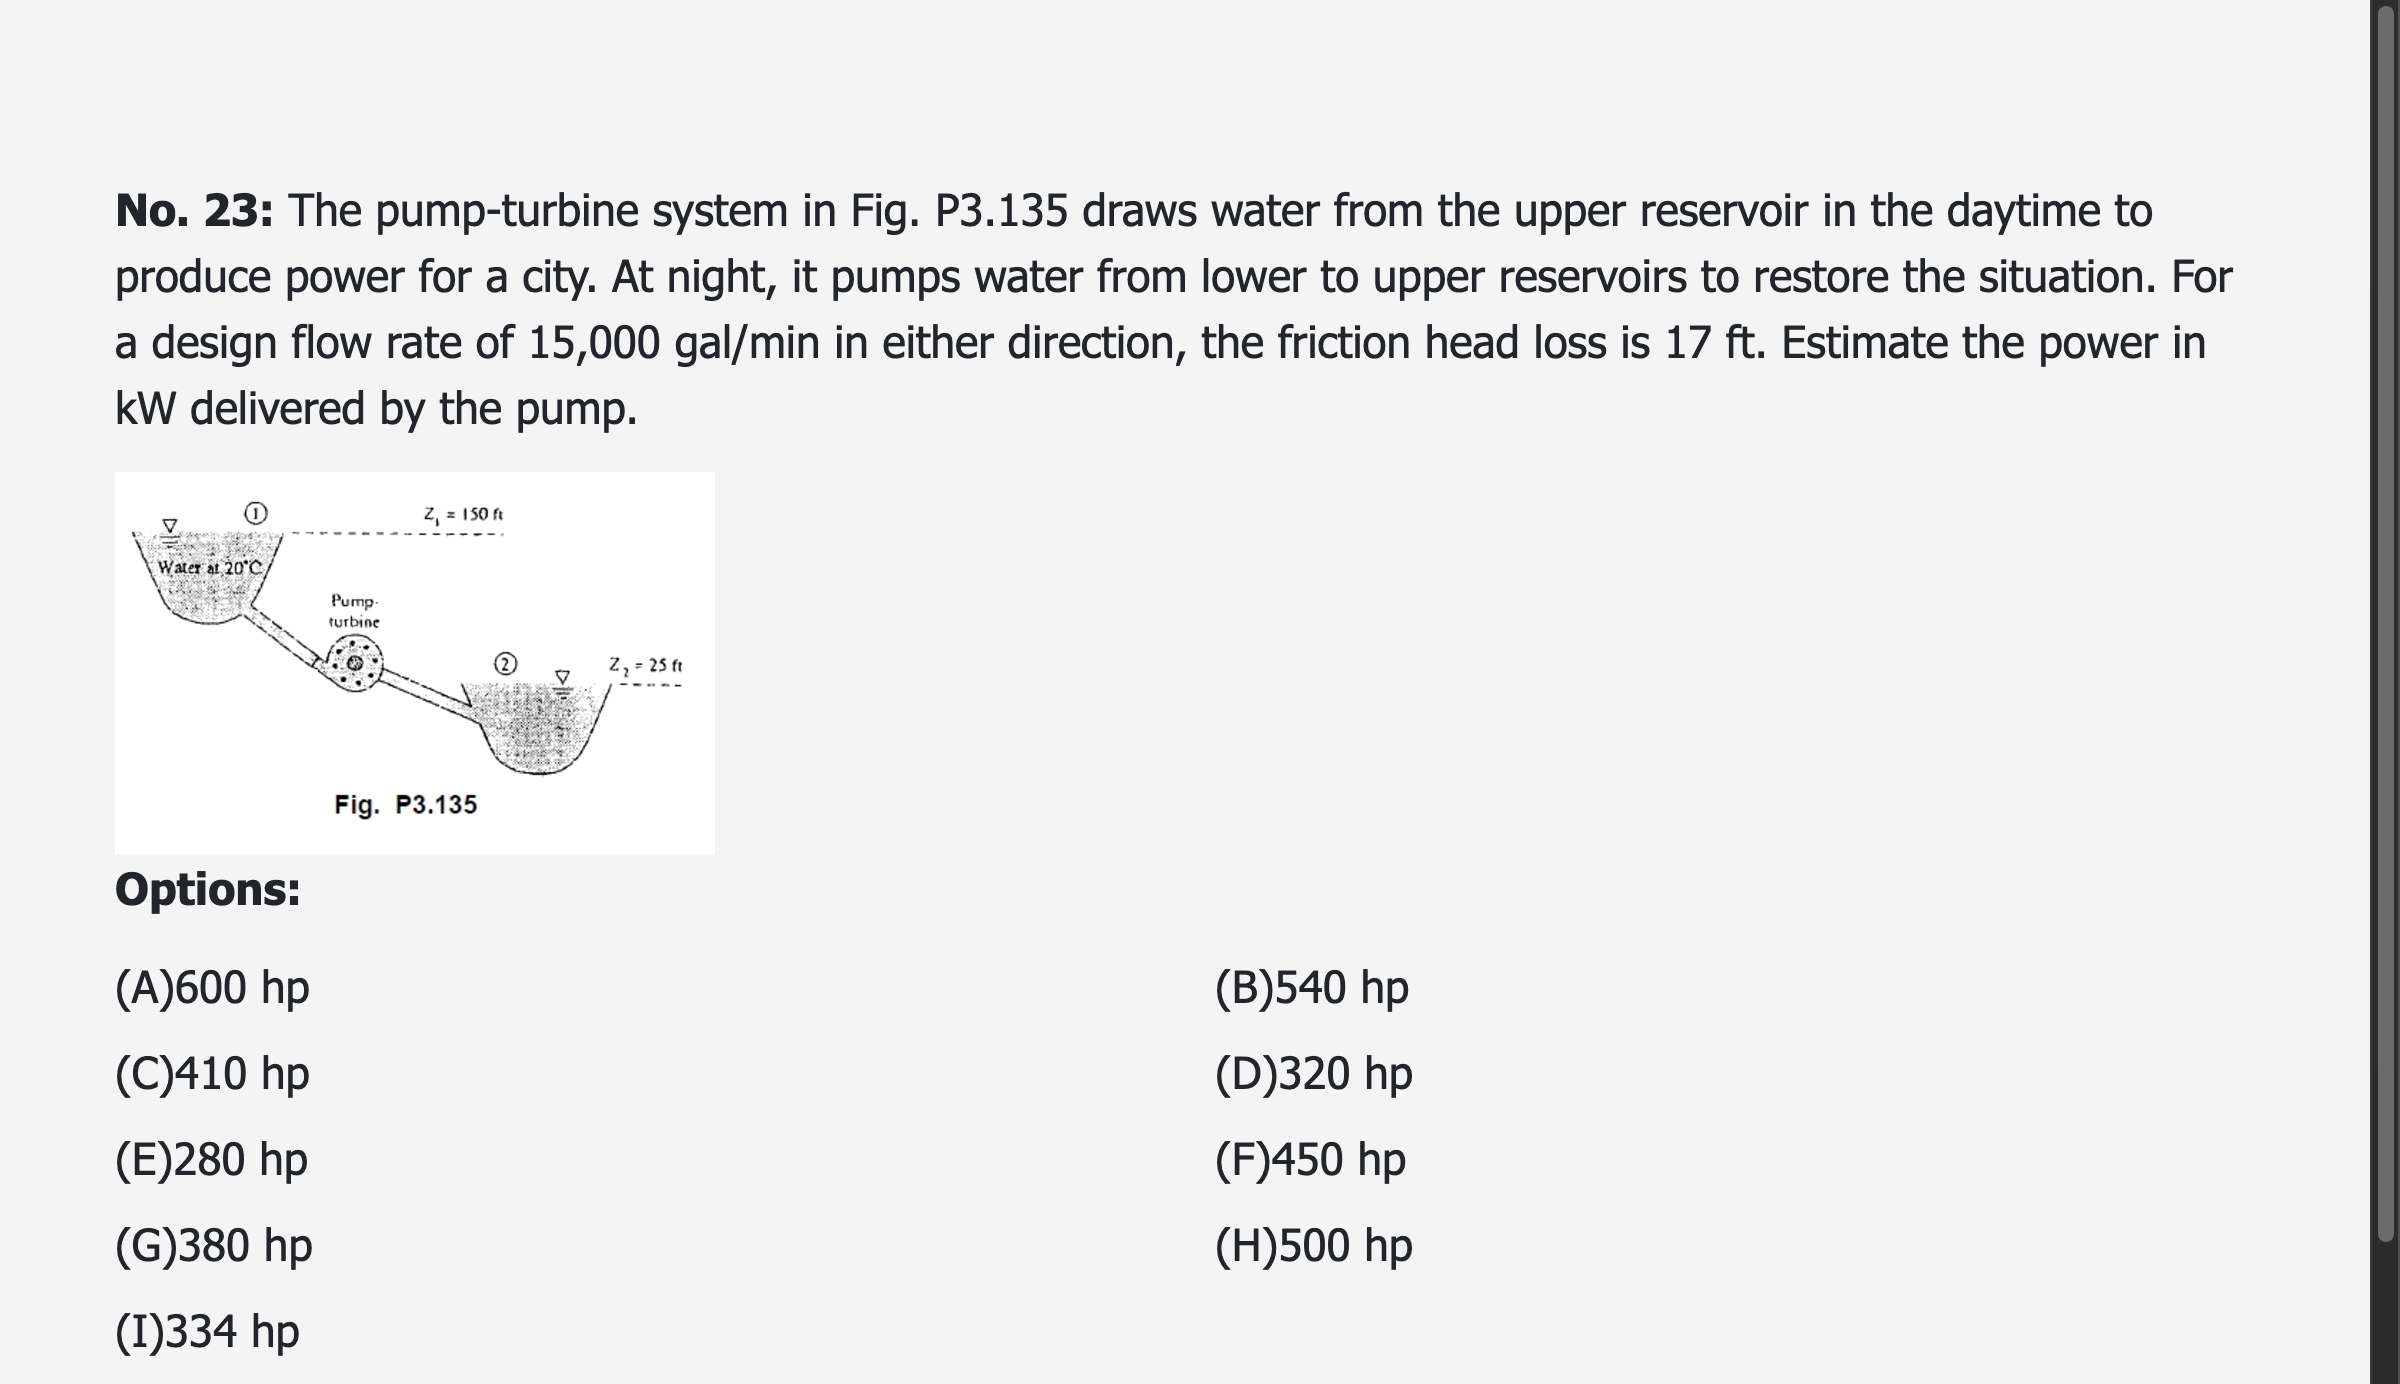 No. 23: The pump-turbine system in Fig. P3.135 draws water from the upper reservoir in the daytime to
produce power for a city. At night, it pumps water from lower to upper reservoirs to restore the situation. For
a design flow rate of 15,000 gal/min in either direction, the friction head loss is 17 ft. Estimate the power in
kW delivered by the pump.
① Z₁ = 150 ft
Water at 20°C
Pump-
turbine
② Z₂ = 25 ft
Fig. P3.135
Options:
(A)600 hp
(B)540 hp
(C)410 hp
(D)320 hp
(E)280 hp
(F)450 hp
(G)380 hp
(H)500 hp
(I)334 hp